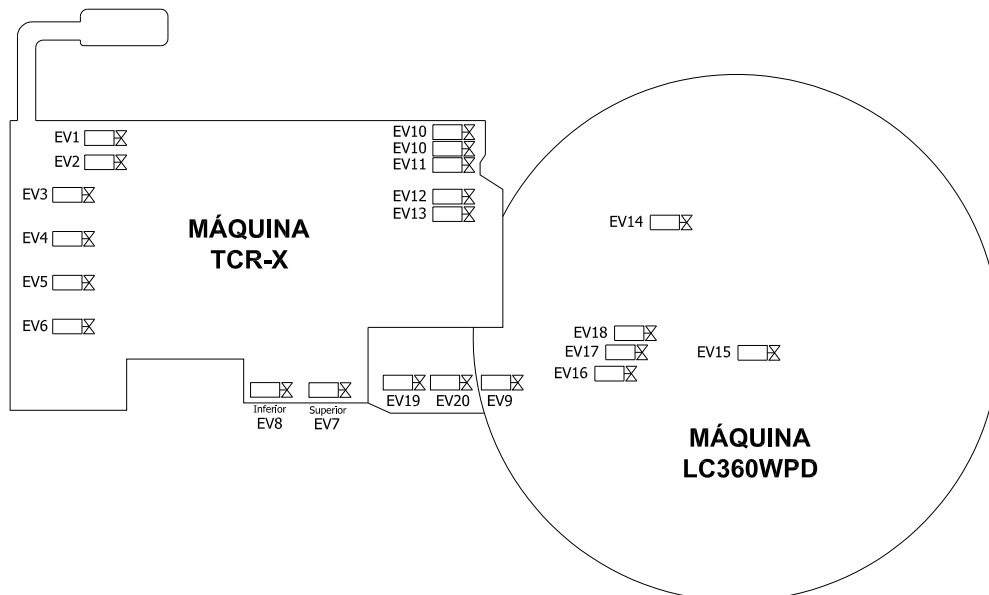 EV1
EV2
EV3
EV4
EV5
EV6
MÁQUINA
TCR-X
EV10
EV10
EV11
EV12
EV13
Inferior
EV8
Superior
EV7
EV19
EV20
EV9
EV14
EV18
EV17
EV16
EV15
MÁQUINA
LC360WPD